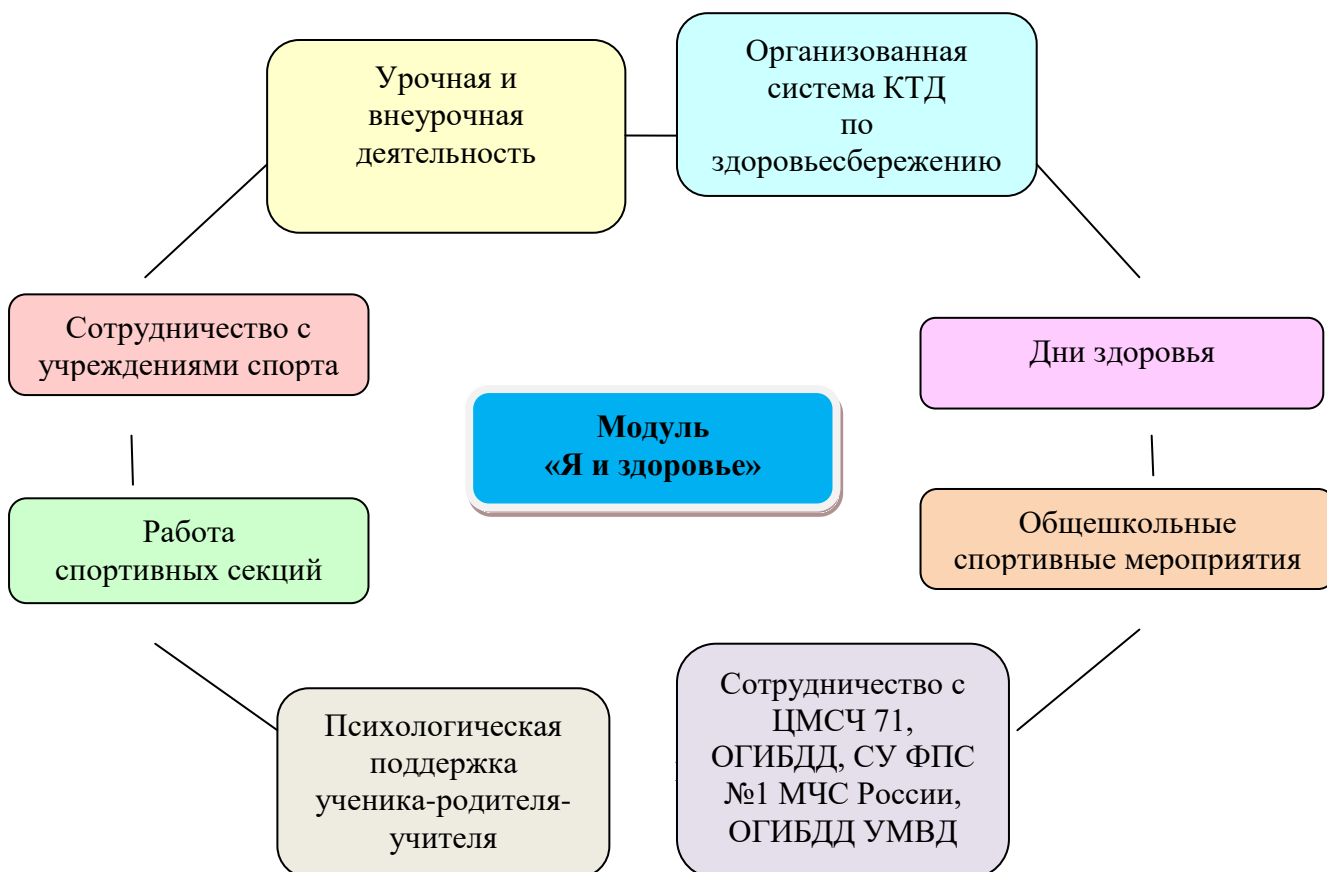 Урочная и
внеурочная
деятельность
Организованная
система КТД
по
здоровьесбережению
Сотрудничество с
учреждениями спорта
Дни здоровья
Модуль
«Я и здоровье»
Работа
спортивных секций
Общешкольные
спортивные мероприятия
Психологическая
поддержка
ученика-родителя-
учителя
Сотрудничество с
ЦМСЧ 71,
ОГИБДД, СУ ФПС
№1 МЧС России,
ОГИБДД УМВД